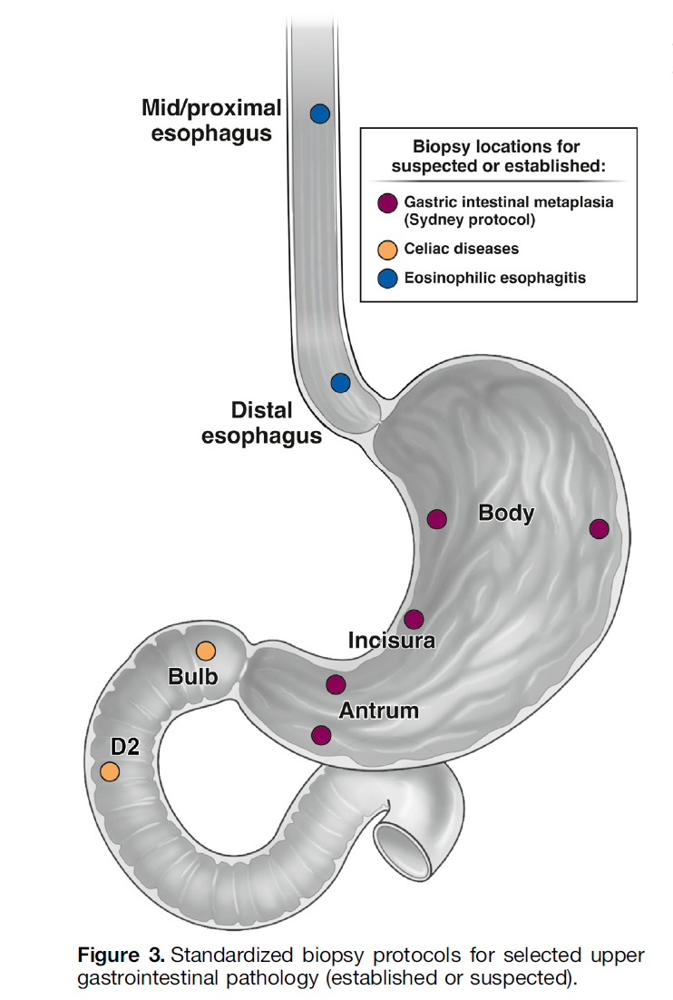 Mid/proximal
esophagus
Biopsy locations for
suspected or established:
Gastric intestinal metaplasia
(Sydney protocol)
Celiac diseases
Eosinophilic esophagitis
Distal
esophagus
Body
Incisura
Bulb
Antrum
D2
Figure 3. Standardized biopsy protocols for selected upper
gastrointestinal pathology (established or suspected).